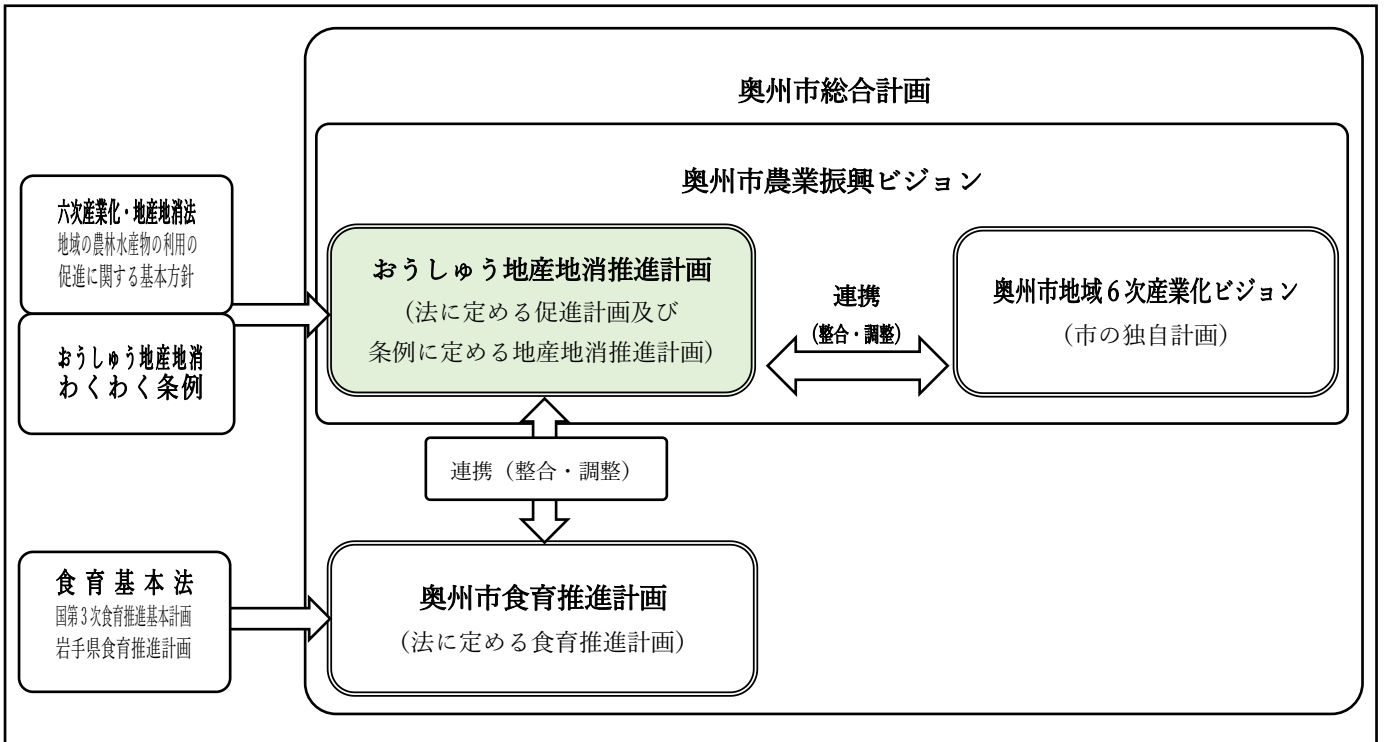 奥州市総合計画
奥州市農業振興ビジョン
六次産業化・地産地消法
地域の農林水産物の利用の
促進に関する基本方針
おうしゅう地産地消
わくわく条例
おうしゅう地産地消推進計画
(法に定める促進計画及び
条例に定める地産地消推進計画)
連携
(整合・調整)
奥州市地域6次産業化ビジョン
(市の独自計画)
連携(整合・調整)
食育基本法
国第3次食育推進基本計画
岩手県食育推進計画
奥州市食育推進計画
(法に定める食育推進計画)